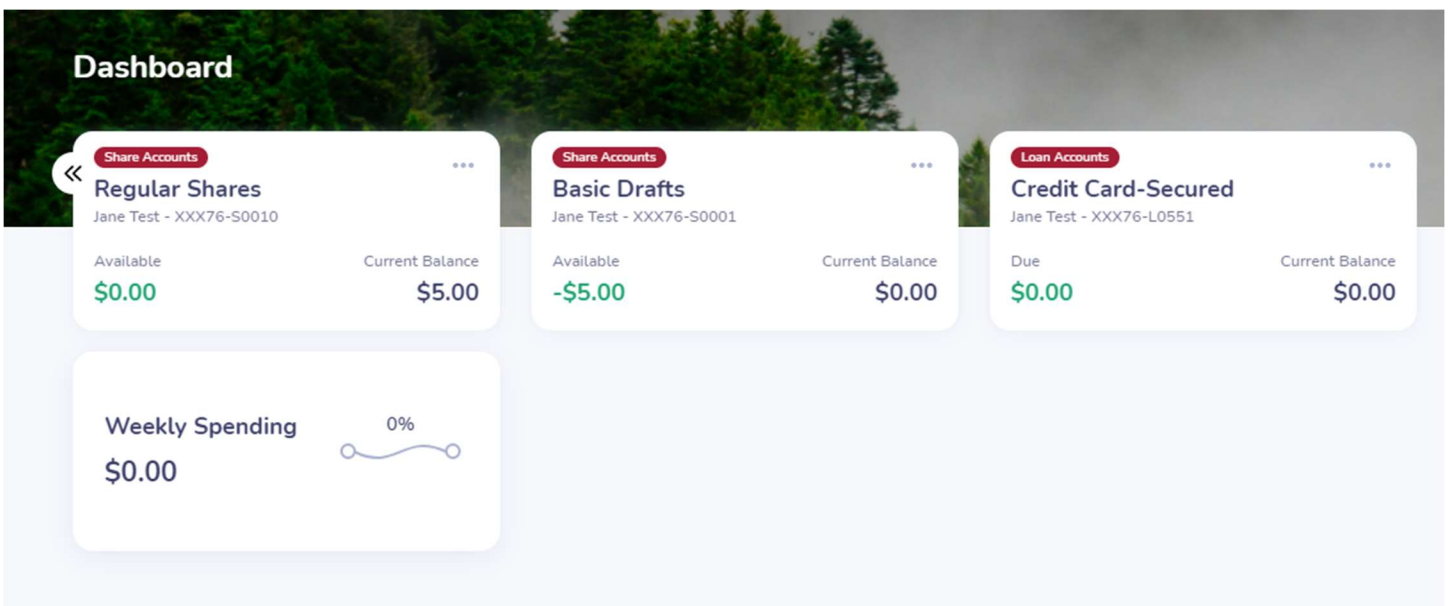 Dashboard
Share Accounts
Regular Shares
Jane Test - XXX76-S0010
Available Current Balance
$0.00 $5.00
Share Accounts
Basic Drafts
Jane Test - XXX76-S0001
Available Current Balance
-$5.00 $0.00
Loan Accounts
Credit Card-Secured
Jane Test - XXX76-L0551
Due Current Balance
$0.00 $0.00
Weekly Spending 0%
$0.00